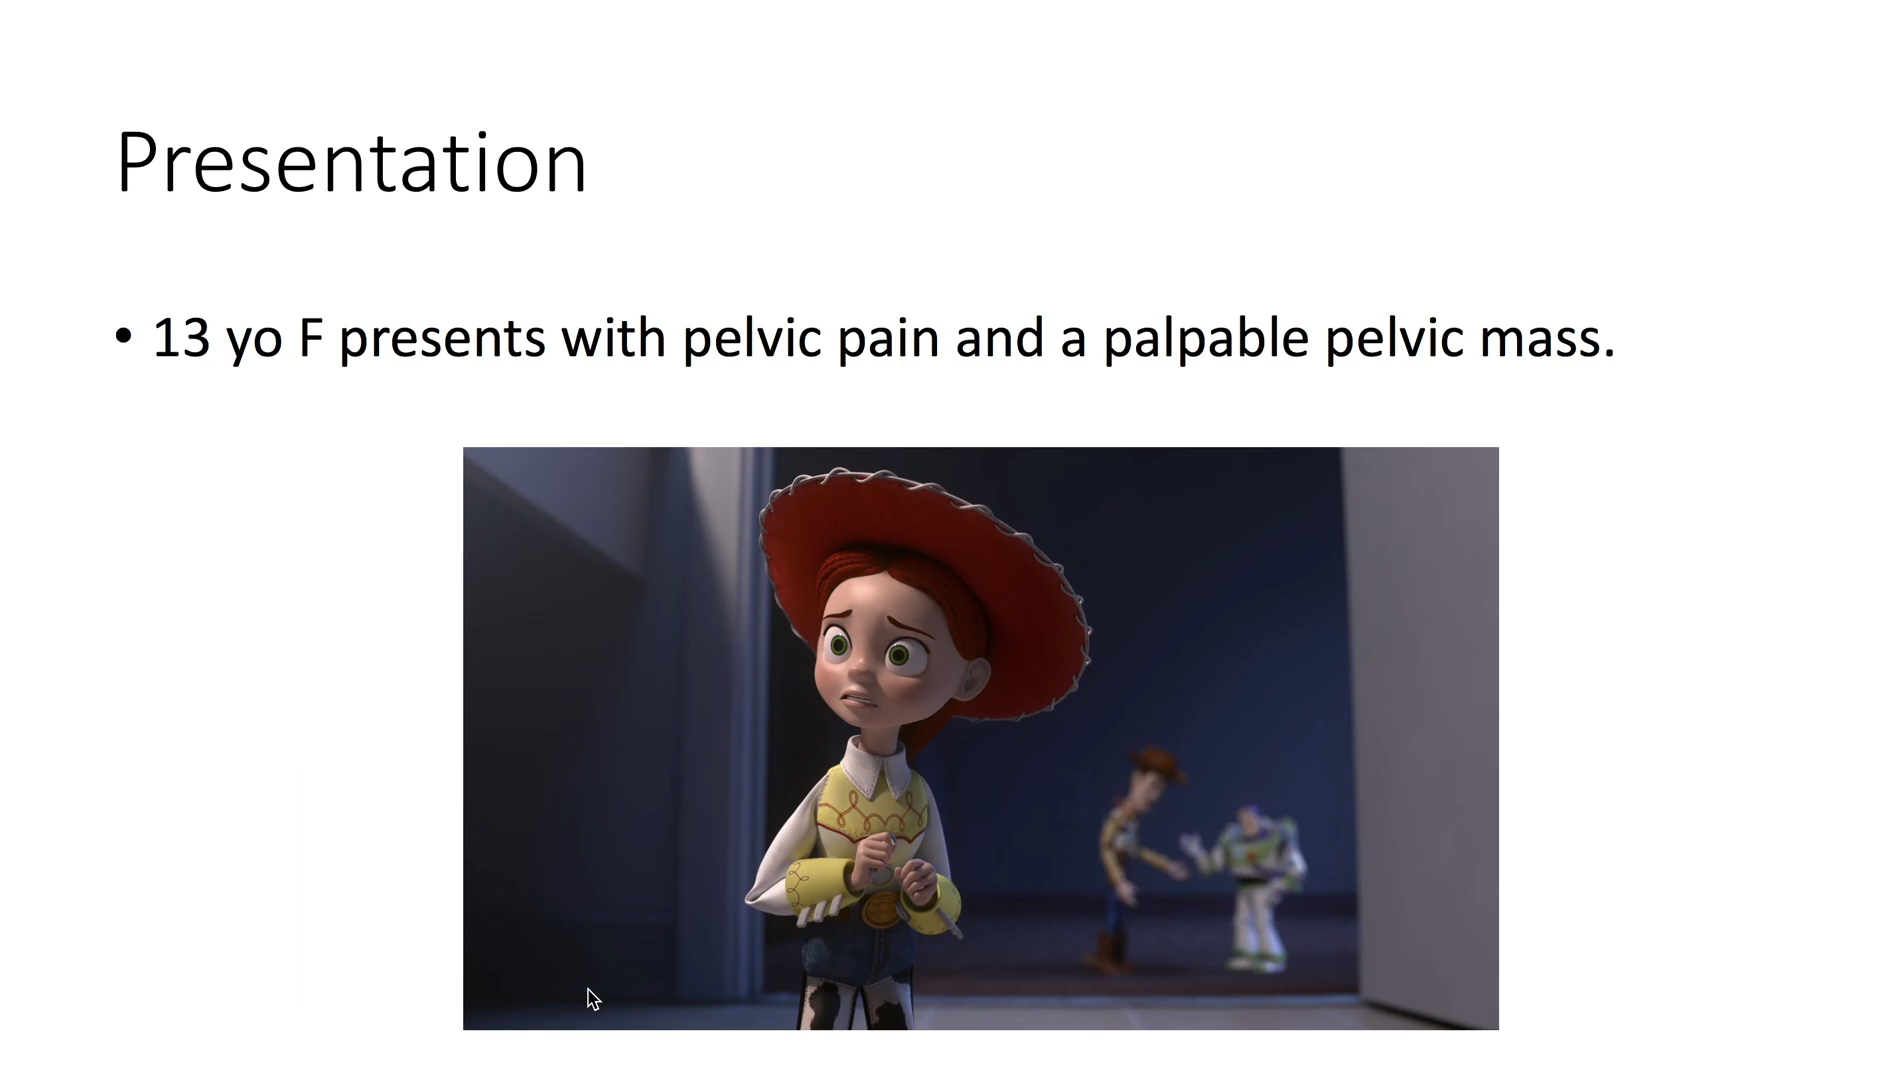 Presentation
• 13 yo F presents with pelvic pain and a palpable pelvic mass.